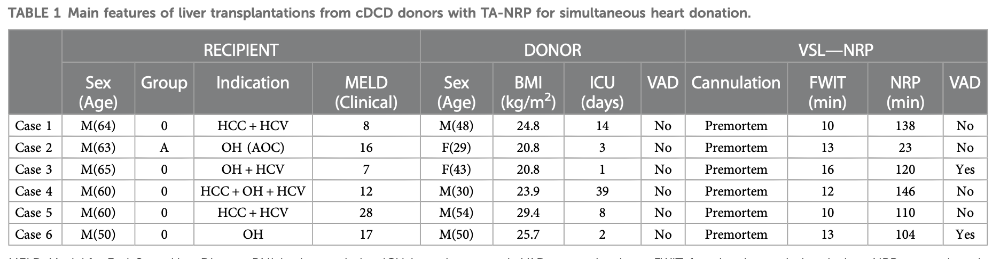 TABLE 1 Main features of liver transplantations from cDCD donors with TA-NRP for simultaneous heart donation.
RECIPIENT DONOR VSL—NRP
Sex (Age) Group Indication MELD (Clinical) Sex (Age) BMI (kg/m²) ICU (days) VAD Cannulation FWIT (min) NRP (min) VAD
Case 1 M(64) 0 HCC + HCV 8 M(48) 24.8 14 No Premortem 10 138 No
Case 2 M(63) A OH (AOC) 16 F(29) 20.8 3 No Premortem 13 23 No
Case 3 M(65) 0 OH + HCV 7 F(43) 20.8 1 No Premortem 16 120 Yes
Case 4 M(60) 0 HCC + OH + HCV 12 M(30) 23.9 39 No Premortem 12 146 No
Case 5 M(60) 0 HCC + HCV 28 M(54) 29.4 8 No Premortem 10 110 No
Case 6 M(50) 0 OH 17 M(50) 25.7 2 No Premortem 13 104 Yes